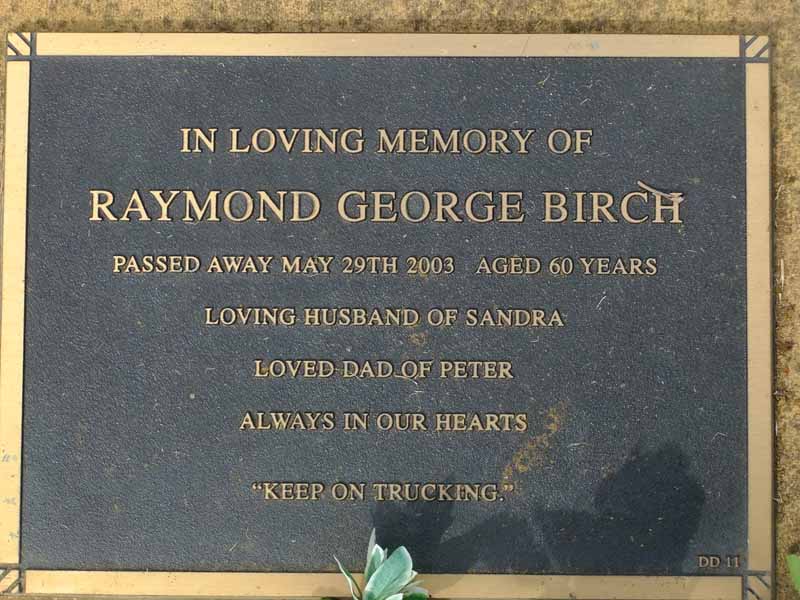 IN LOVING MEMORY OF
RAYMOND GEORGE BIRCH
PASSED AWAY MAY 29TH 2003 AGED 60 YEARS
LOVING HUSBAND OF SANDRA
LOVED DAD OF PETER
ALWAYS IN OUR HEARTS
"KEEP ON TRUCKING."
DD 11